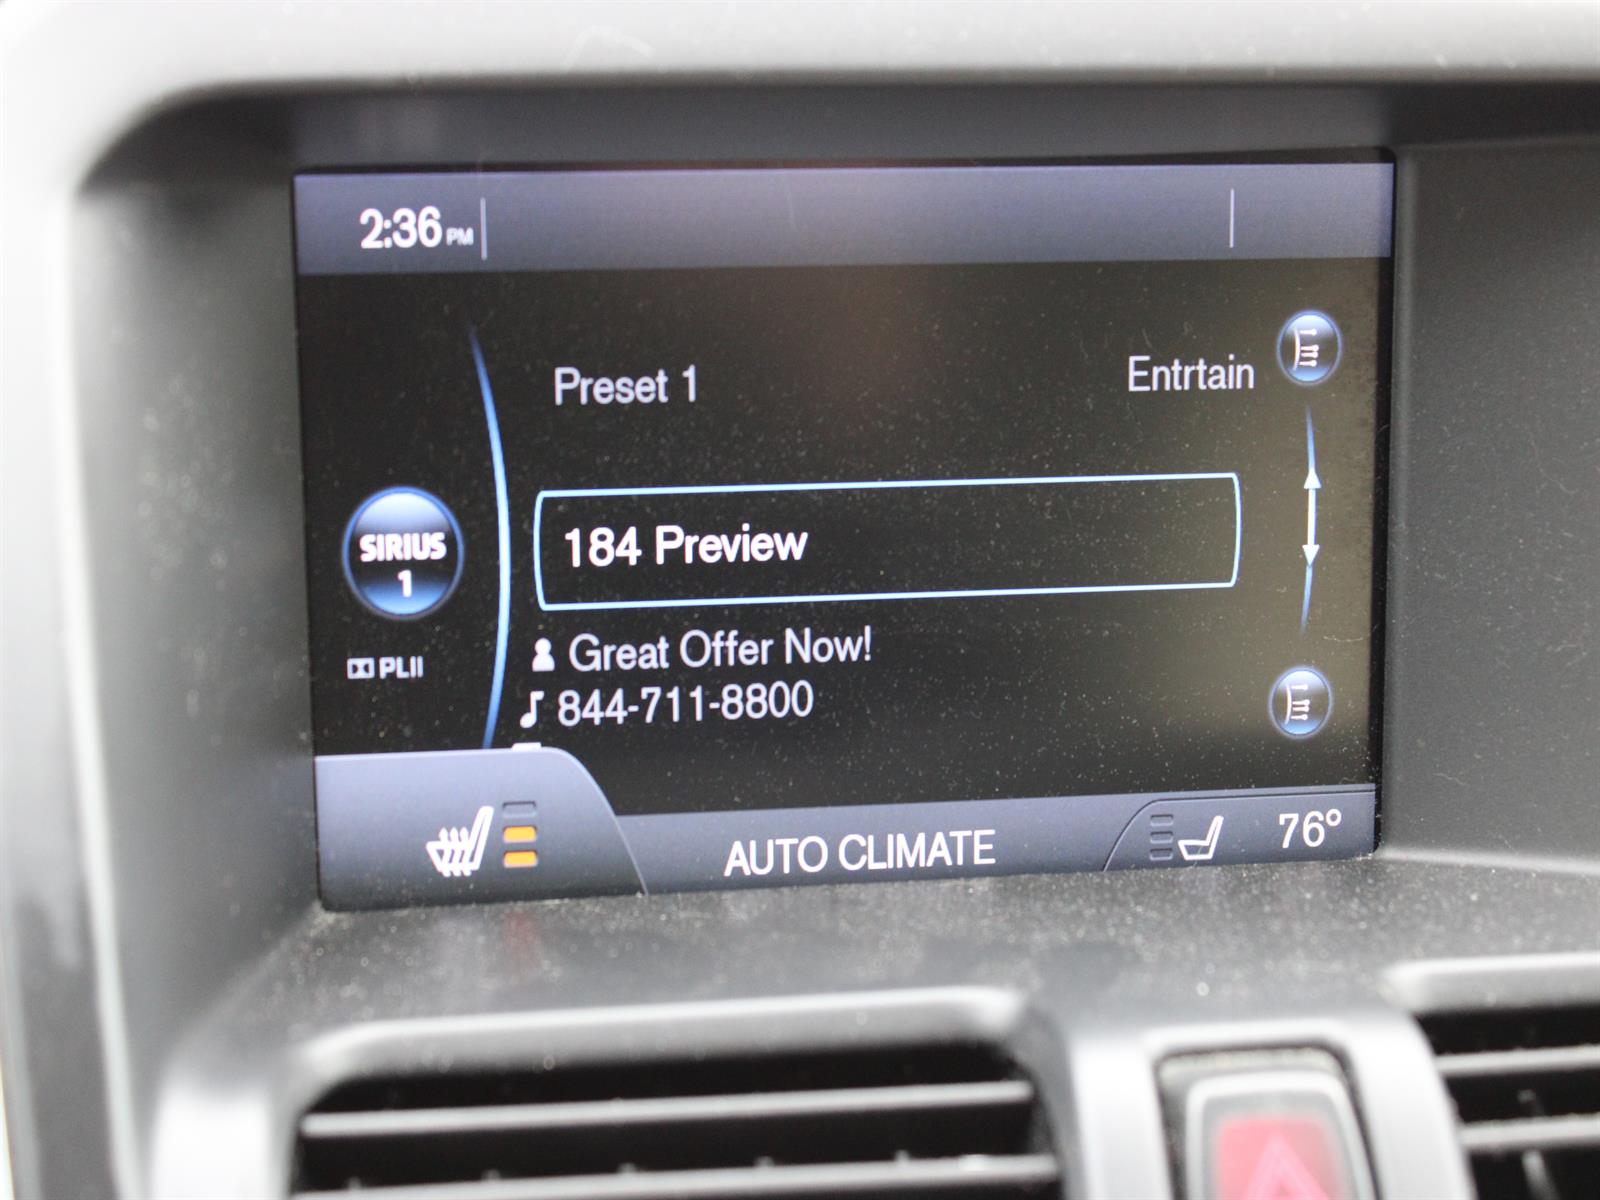 2:36 PM
Preset 1
Entrtain
SIRIUS
1
184 Preview
PLII
Great Offer Now!
844-711-8800
AUTO CLIMATE
76°